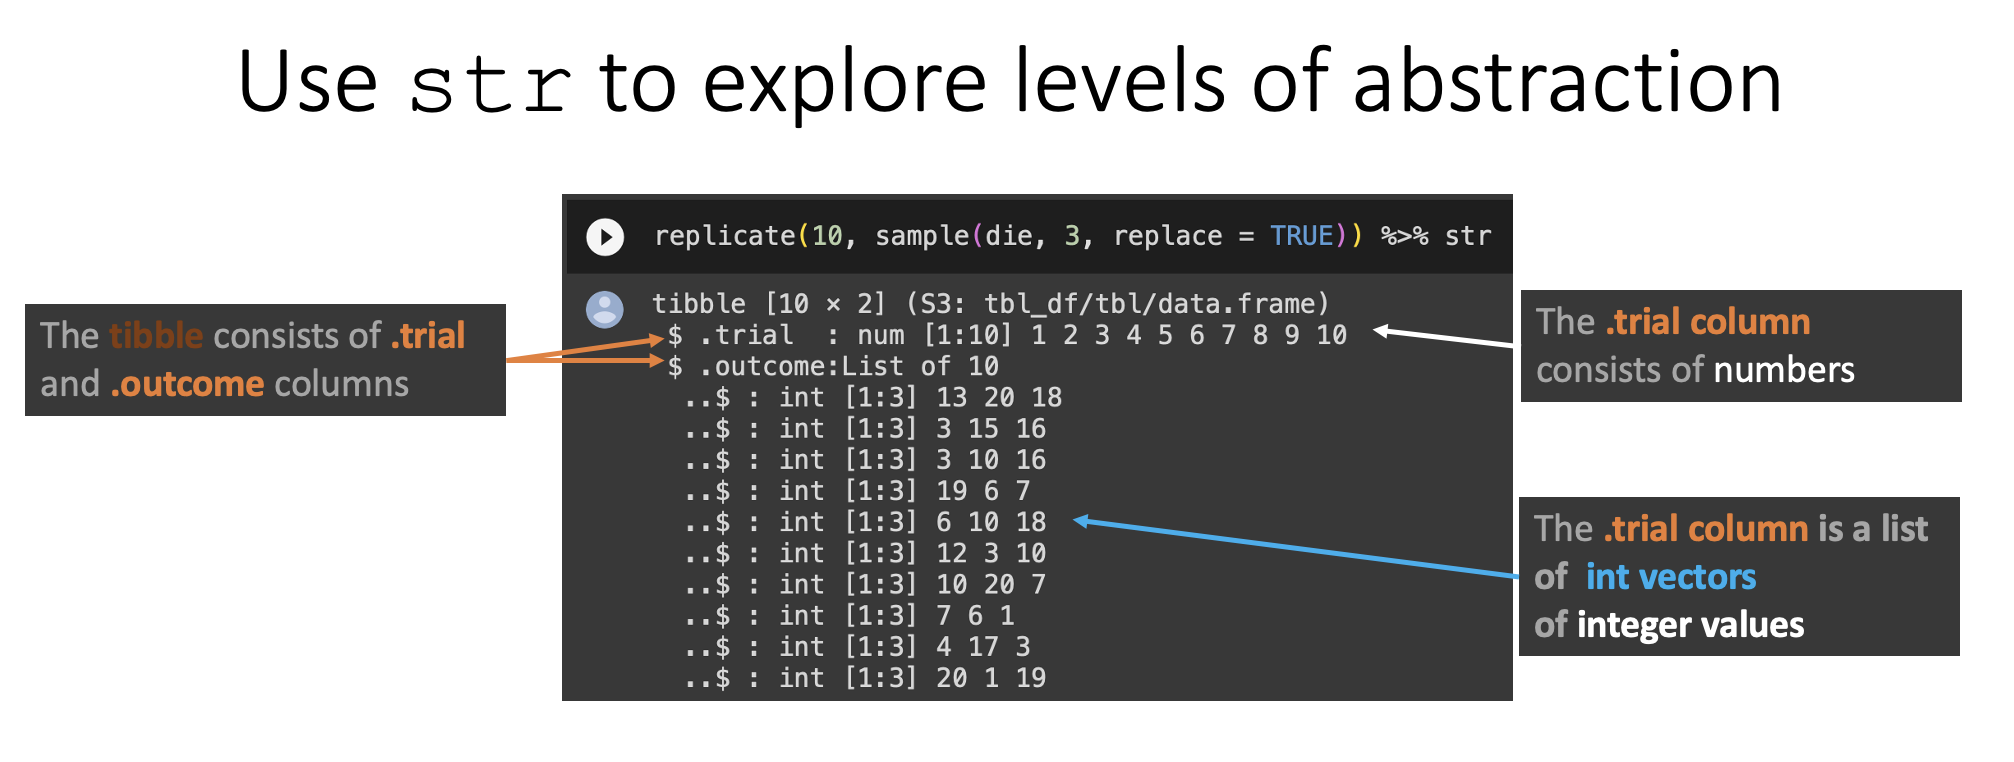 Use str to explore levels of abstraction
replicate(10, sample(die, 3, replace = TRUE)) %>% str
tibble [10 × 2] (S3: tbl_df/tbl/data.frame)
$ .trial  : num [1:10] 1 2 3 4 5 6 7 8 9 10
$ .outcome:List of 10
..$ : int [1:3] 13 20 18
..$ : int [1:3] 3 15 16
..$ : int [1:3] 3 10 16
..$ : int [1:3] 19 6 7
..$ : int [1:3] 6 10 18
..$ : int [1:3] 12 3 10
..$ : int [1:3] 10 20 7
..$ : int [1:3] 7 6 1
..$ : int [1:3] 4 17 3
..$ : int [1:3] 20 1 19
The tibble consists of .trial
and .outcome columns
The .trial column
consists of numbers
The .trial column is a list
of int vectors
of integer values